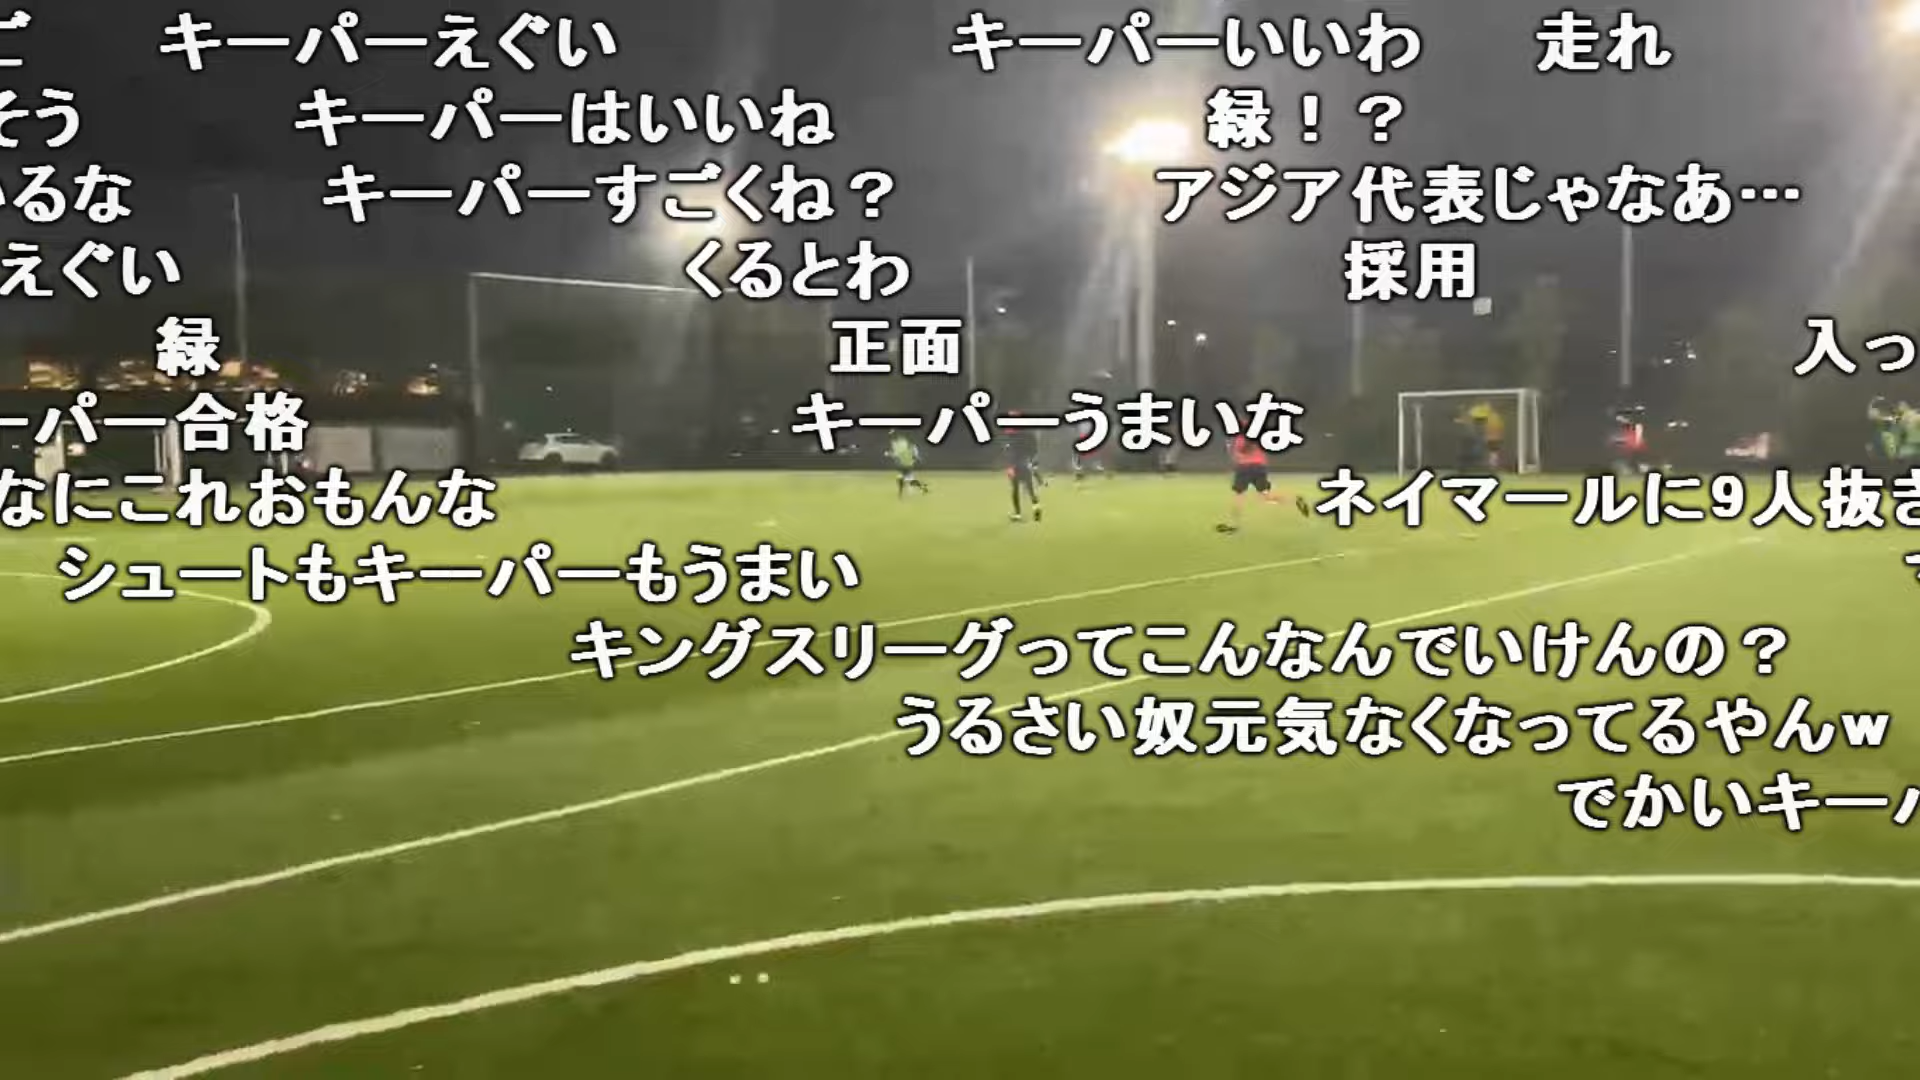 ご キーパーえぐい キーパーいいわ 走れ
そう キーパーはいいね 緑！？
いるな キーパーすごくね？ アジア代表じゃなあ…
えぐい くるとわ 採用
緑 正面 入っ
ーパー合格 キーパーうまいな
なにこれおもんな ネイマールに9人抜き
シュートもキーパーもうまい
キングスリーグってこんなんでいけんの？
うるさい奴元気なくなってるやんw
でかいキーパ